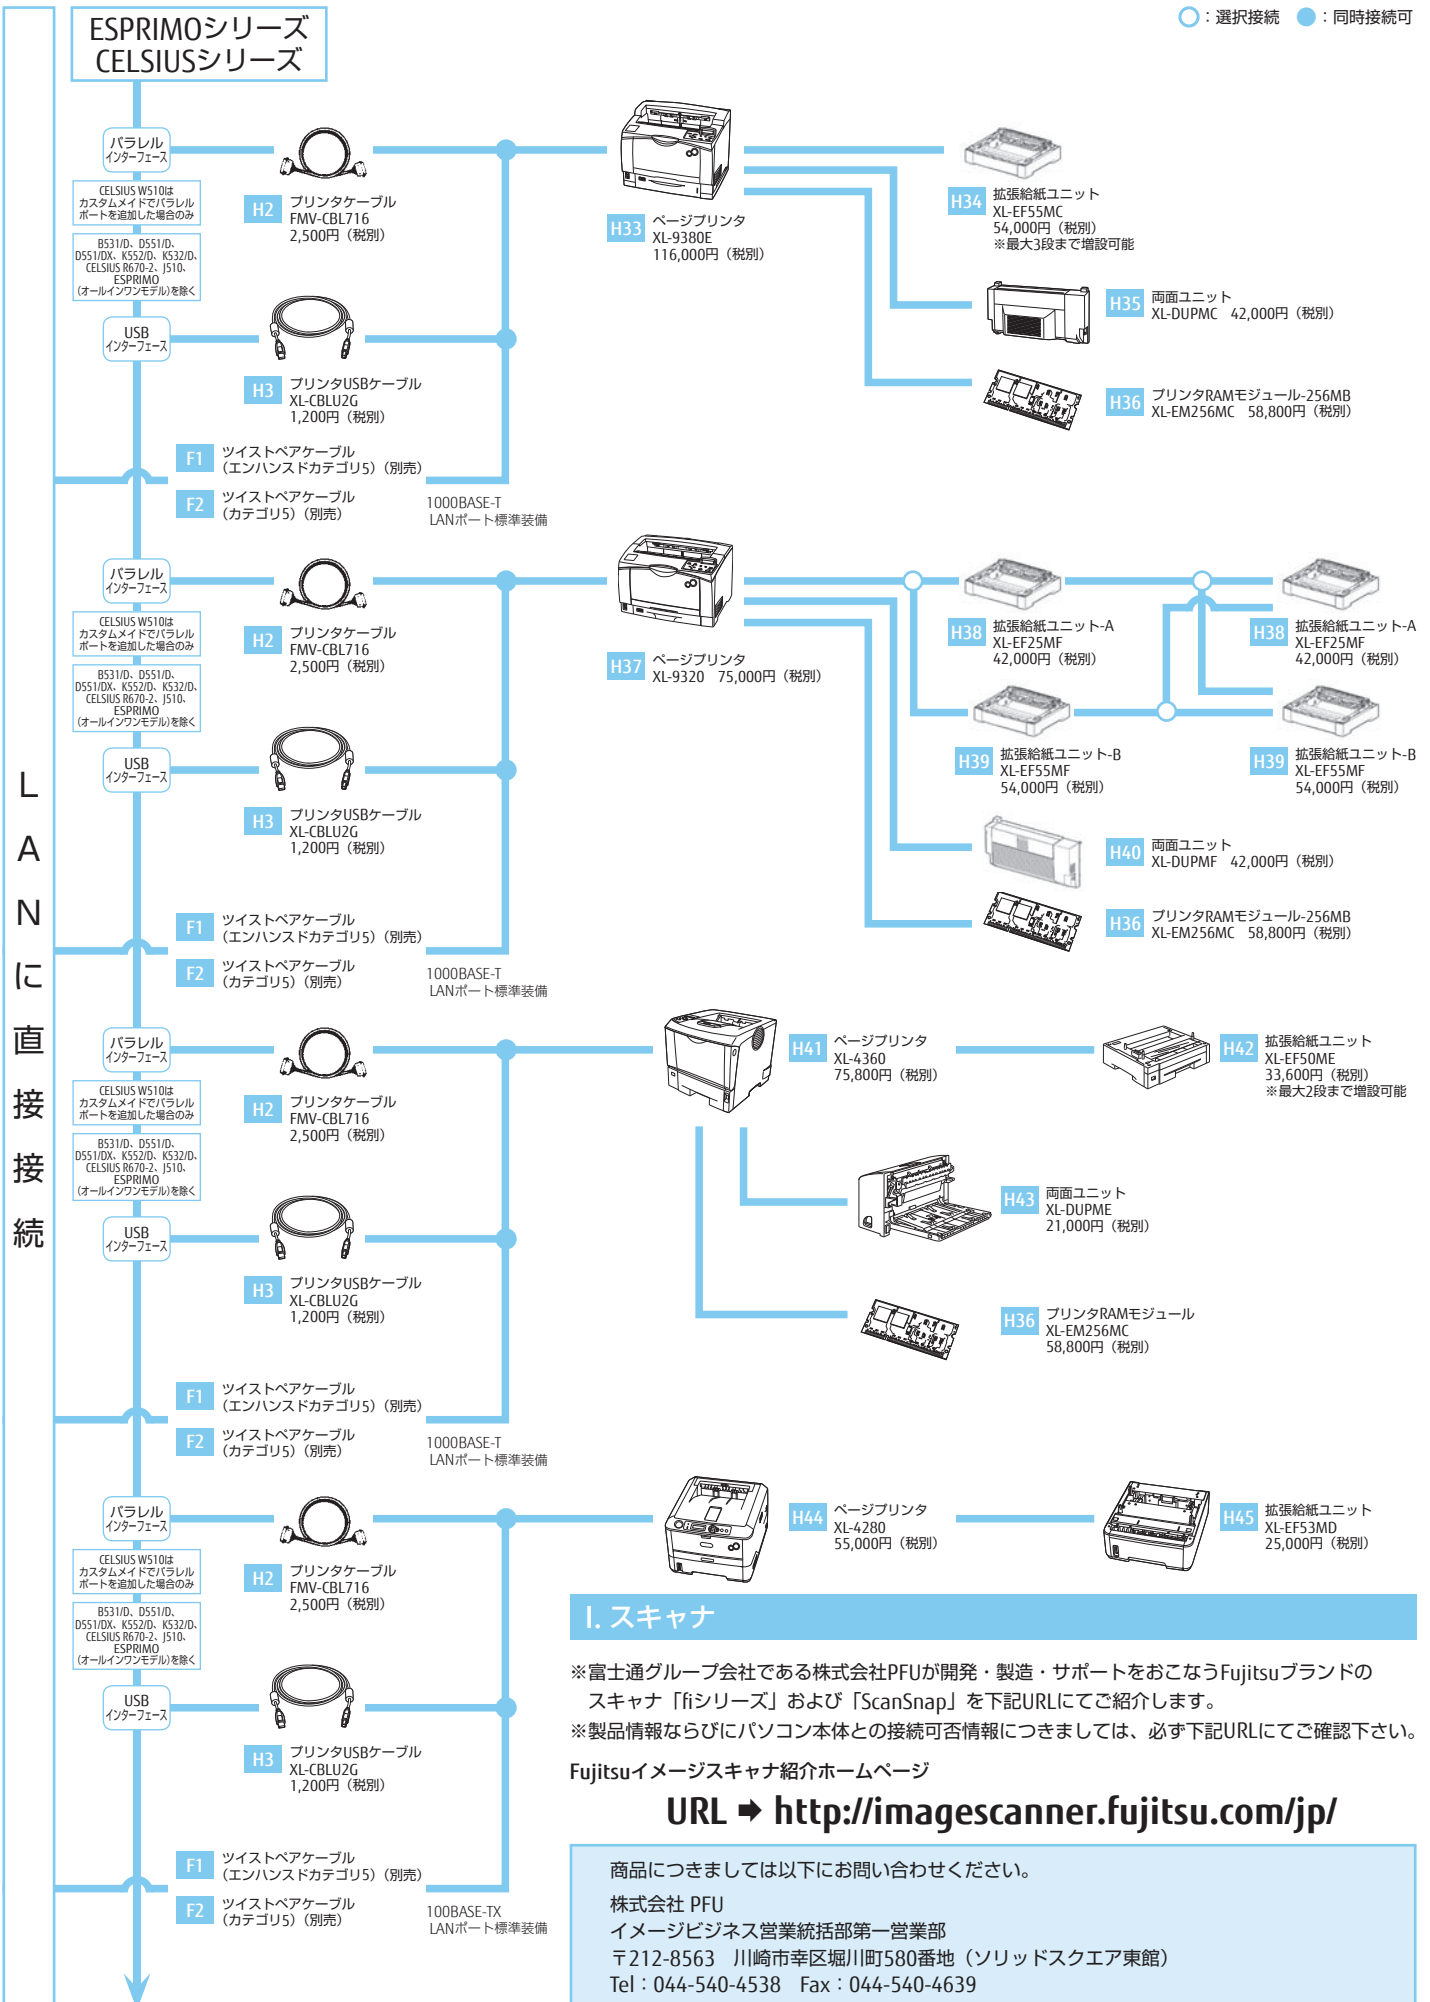 ESPRIMOシリーズ
CELSIUSシリーズ
○：選択接続　●：同時接続可
LANに直接接続
パラレル
インターフェース
CELSIUS W510は
カスタムメイドでパラレル
ポートを追加した場合のみ
B531/D、D551/D、
D551/DX、K552/D、K532/D、
CELSIUS R670-2、J510、
ESPRIMO
(オールインワンモデル)を除く
USB
インターフェース
H2 プリンタケーブル
FMV-CBL716
2,500円（税別）
H3 プリンタUSBケーブル
XL-CBLU2G
1,200円（税別）
F1 ツイストペアケーブル
（エンハンスドカテゴリ5）（別売）
F2 ツイストペアケーブル
（カテゴリ5）（別売）
1000BASE-T
LANポート標準装備
H33 ページプリンタ
XL-9380E
116,000円（税別）
H34 拡張給紙ユニット
XL-EF55MC
54,000円（税別）
※最大3段まで増設可能
H35 両面ユニット
XL-DUPMC　42,000円（税別）
H36 プリンタRAMモジュール-256MB
XL-EM256MC　58,800円（税別）
パラレル
インターフェース
CELSIUS W510は
カスタムメイドでパラレル
ポートを追加した場合のみ
B531/D、D551/D、
D551/DX、K552/D、K532/D、
CELSIUS R670-2、J510、
ESPRIMO
(オールインワンモデル)を除く
USB
インターフェース
H2 プリンタケーブル
FMV-CBL716
2,500円（税別）
H3 プリンタUSBケーブル
XL-CBLU2G
1,200円（税別）
F1 ツイストペアケーブル
（エンハンスドカテゴリ5）（別売）
F2 ツイストペアケーブル
（カテゴリ5）（別売）
1000BASE-T
LANポート標準装備
H37 ページプリンタ
XL-9320　75,000円（税別）
H38 拡張給紙ユニット-A
XL-EF25MF
42,000円（税別）
H38 拡張給紙ユニット-A
XL-EF25MF
42,000円（税別）
H39 拡張給紙ユニット-B
XL-EF55MF
54,000円（税別）
H39 拡張給紙ユニット-B
XL-EF55MF
54,000円（税別）
H40 両面ユニット
XL-DUPMF　42,000円（税別）
H36 プリンタRAMモジュール-256MB
XL-EM256MC　58,800円（税別）
パラレル
インターフェース
CELSIUS W510は
カスタムメイドでパラレル
ポートを追加した場合のみ
B531/D、D551/D、
D551/DX、K552/D、K532/D、
CELSIUS R670-2、J510、
ESPRIMO
(オールインワンモデル)を除く
USB
インターフェース
H2 プリンタケーブル
FMV-CBL716
2,500円（税別）
H3 プリンタUSBケーブル
XL-CBLU2G
1,200円（税別）
F1 ツイストペアケーブル
（エンハンスドカテゴリ5）（別売）
F2 ツイストペアケーブル
（カテゴリ5）（別売）
1000BASE-T
LANポート標準装備
H41 ページプリンタ
XL-4360
75,800円（税別）
H42 拡張給紙ユニット
XL-EF50ME
33,600円（税別）
※最大2段まで増設可能
H43 両面ユニット
XL-DUPME
21,000円（税別）
H36 プリンタRAMモジュール
XL-EM256MC
58,800円（税別）
パラレル
インターフェース
CELSIUS W510は
カスタムメイドでパラレル
ポートを追加した場合のみ
B531/D、D551/D、
D551/DX、K552/D、K532/D、
CELSIUS R670-2、J510、
ESPRIMO
(オールインワンモデル)を除く
USB
インターフェース
H2 プリンタケーブル
FMV-CBL716
2,500円（税別）
H3 プリンタUSBケーブル
XL-CBLU2G
1,200円（税別）
F1 ツイストペアケーブル
（エンハンスドカテゴリ5）（別売）
F2 ツイストペアケーブル
（カテゴリ5）（別売）
100BASE-TX
LANポート標準装備
H44 ページプリンタ
XL-4280
55,000円（税別）
H45 拡張給紙ユニット
XL-EF53MD
25,000円（税別）
I. スキャナ
※富士通グループ会社である株式会社PFUが開発・製造・サポートをおこなうFujitsuブランドの
スキャナ「fiシリーズ」および「ScanSnap」を下記URLにてご紹介します。
※製品情報ならびにパソコン本体との接続可否情報につきましては、必ず下記URLにてご確認下さい。
Fujitsuイメージスキャナ紹介ホームページ
URL ➡ http://imagescanner.fujitsu.com/jp/
商品につきましては以下にお問い合わせください。
株式会社 PFU
イメージビジネス営業統括部第一営業部
〒212-8563　川崎市幸区堀川町580番地（ソリッドスクエア東館）
Tel：044-540-4538　Fax：044-540-4639